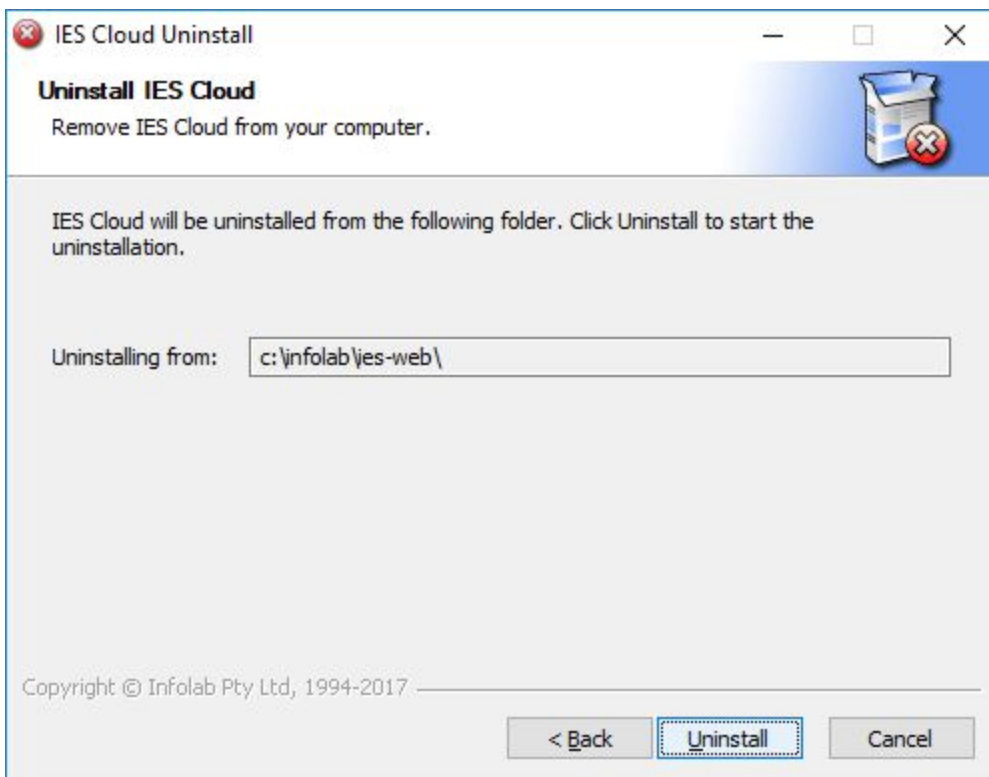 IES Cloud Uninstall
Uninstall IES Cloud
Remove IES Cloud from your computer.
IES Cloud will be uninstalled from the following folder. Click Uninstall to start the
uninstallation.
Uninstalling from: c:\infolab\ies-web\
Copyright © Infolab Pty Ltd, 1994-2017
< Back Uninstall Cancel